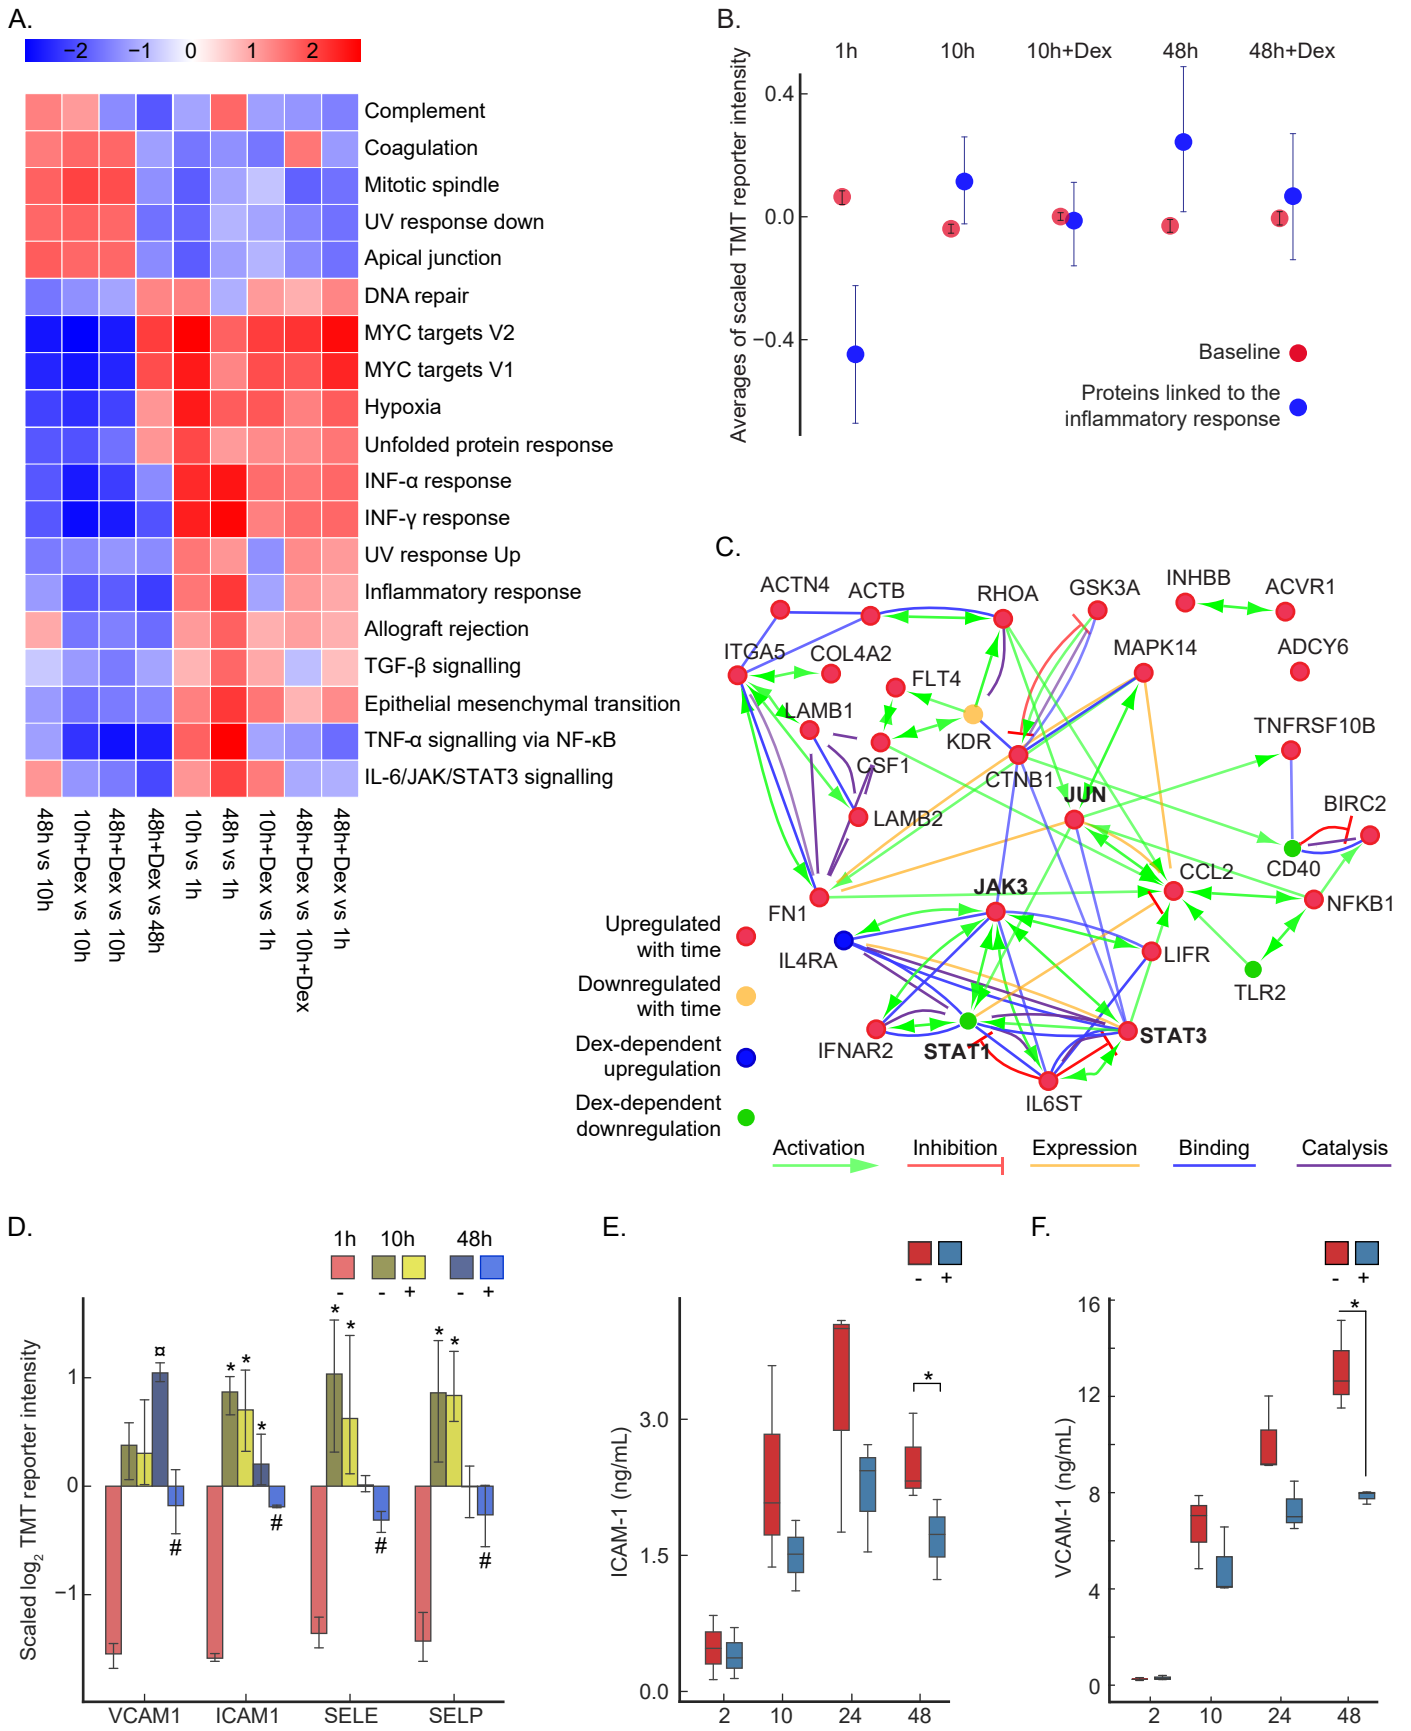 A.
−2 −1 0 1 2
Complement
Coagulation
Mitotic spindle
UV response down
Apical junction
DNA repair
MYC targets V2
MYC targets V1
Hypoxia
Unfolded protein response
INF-α response
INF-γ response
UV response Up
Inflammatory response
Allograft rejection
TGF-β signalling
Epithelial mesenchymal transition
TNF-α signalling via NF-κB
IL-6/JAK/STAT3 signalling
48h vs 10h
10h+Dex vs 10h
48h+Dex vs 10h
48h+Dex vs 48h
10h vs 1h
48h vs 1h
10h+Dex vs 1h
48h+Dex vs 10h+Dex
48h+Dex vs 1h
B.
1h 10h 10h+Dex 48h 48h+Dex
Averages of scaled TMT reporter intensity
0.4
0.0
−0.4
Baseline
Proteins linked to the
inflammatory response
C.
ACTN4
ACTB
RHOA
GSK3A
INHBB
ACVR1
ITGA5
COL4A2
FLT4
MAPK14
ADCY6
LAMB1
KDR
TNFRSF10B
CSF1
CTNB1
JUN
LAMB2
BIRC2
CD40
CCL2
JAK3
FN1
NFKB1
IL4RA
LIFR
TLR2
IFNAR2
STAT1
STAT3
IL6ST
Upregulated
with time
Downregulated
with time
Dex-dependent
upregulation
Dex-dependent
downregulation
Activation
Inhibition
Expression
Binding
Catalysis
D.
1h 10h 48h
- - + - +
Scaled log2 TMT reporter intensity
1
0
−1
¤
#
* * *
#
* *
#
* *
#
VCAM1 ICAM1 SELE SELP
E.
- +
ICAM-1 (ng/mL)
3.0
1.5
0.0
*
2 10 24 48
F.
- +
VCAM-1 (ng/mL)
16
12
8
4
0
*
2 10 24 48